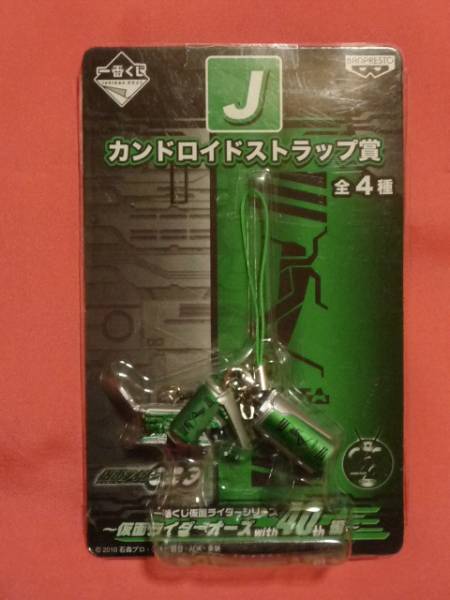 一番くじ
BANPRESTO
J
カンドロイドストラップ賞
全4種
一番くじ仮面ライダーシリーズ
～仮面ライダーオーズ with 40th 編～